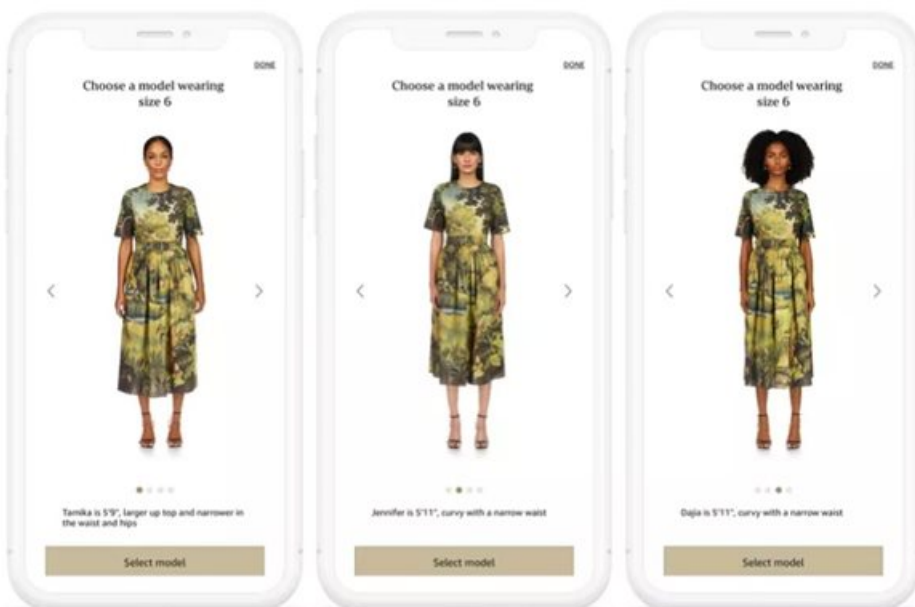 DONE
Choose a model wearing
size 6
Tamika is 5'9", larger up top and narrower in
the waist and hips
Select model
DONE
Choose a model wearing
size 6
Jennifer is 5'11", curvy with a narrow waist
Select model
DONE
Choose a model wearing
size 6
Dajia is 5'11", curvy with a narrow waist
Select model